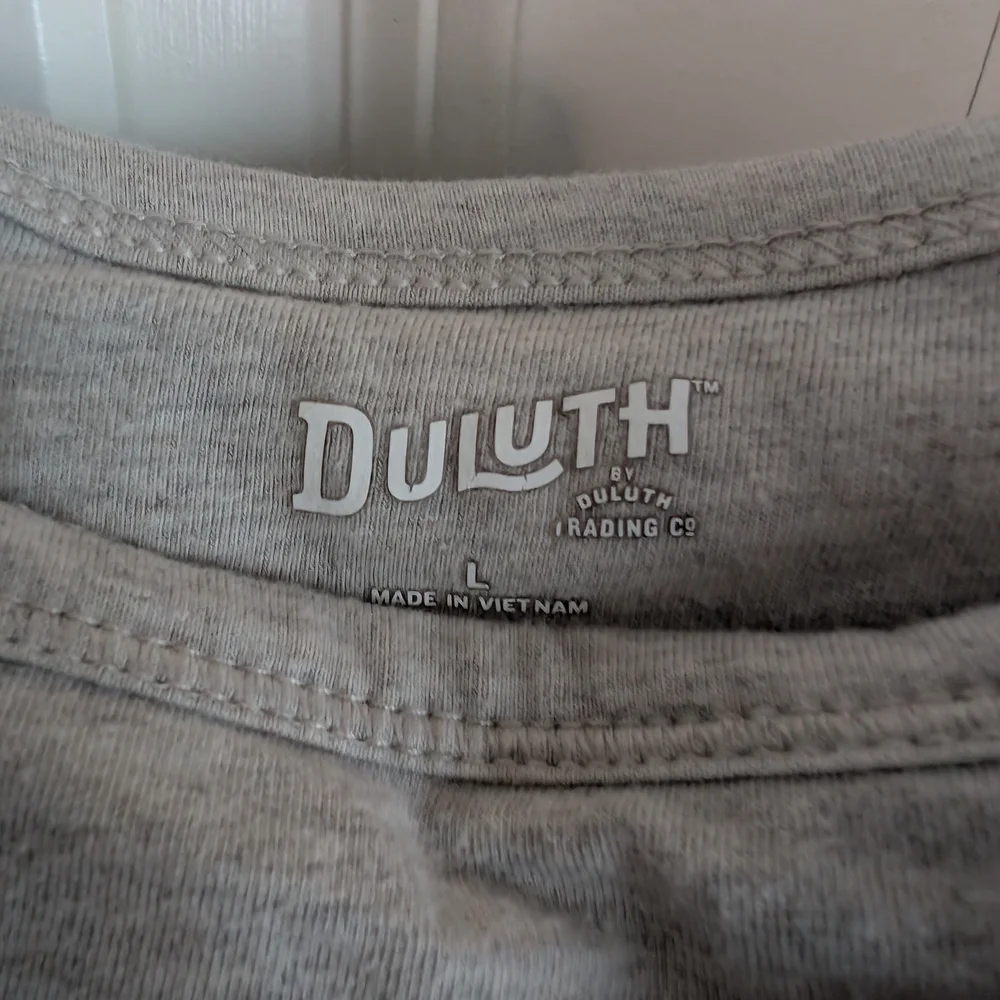 DULUTH™
BY
DULUTH
TRADING Co
L
MADE IN VIETNAM